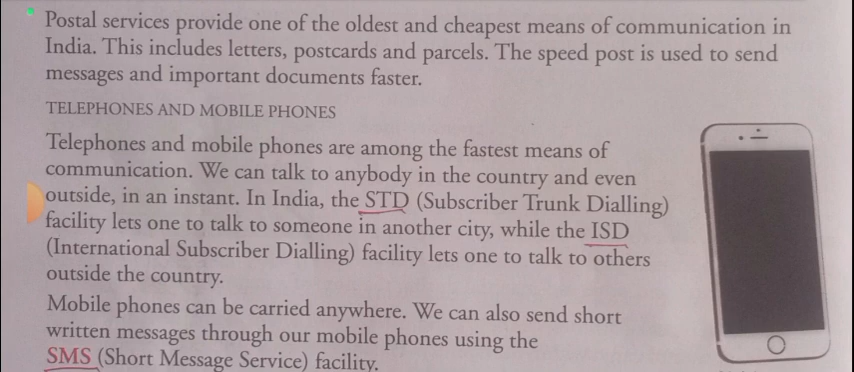 Postal services provide one of the oldest and cheapest means of communication in
India. This includes letters, postcards and parcels. The speed post is used to send
messages and important documents faster.
TELEPHONES AND MOBILE PHONES
Telephones and mobile phones are among the fastest means of
communication. We can talk to anybody in the country and even
outside, in an instant. In India, the STD (Subscriber Trunk Dialling)
facility lets one to talk to someone in another city, while the ISD
(International Subscriber Dialling) facility lets one to talk to others
outside the country.
Mobile phones can be carried anywhere. We can also send short
written messages through our mobile phones using the
SMS (Short Message Service) facility.